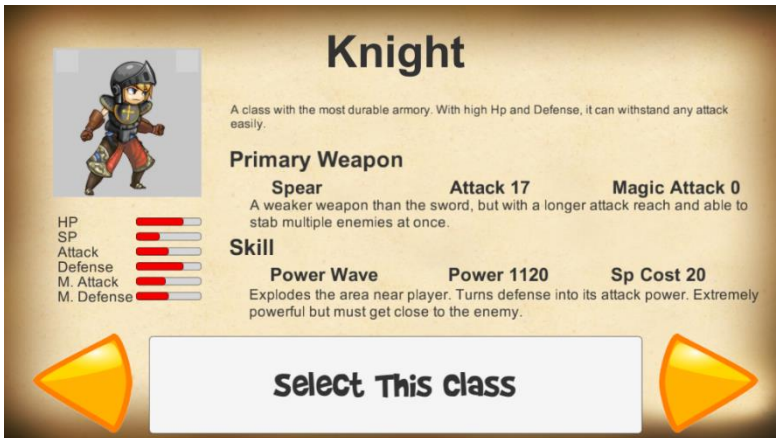 Knight
A class with the most durable armory. With high Hp and Defense, it can withstand any attack
easily.
Primary Weapon
Spear Attack 17 Magic Attack 0
A weaker weapon than the sword, but with a longer attack reach and able to
stab multiple enemies at once.
HP
SP
Attack
Defense
M. Attack
M. Defense
Skill
Power Wave Power 1120 Sp Cost 20
Explodes the area near player. Turns defense into its attack power. Extremely
powerful but must get close to the enemy.
Select This Class